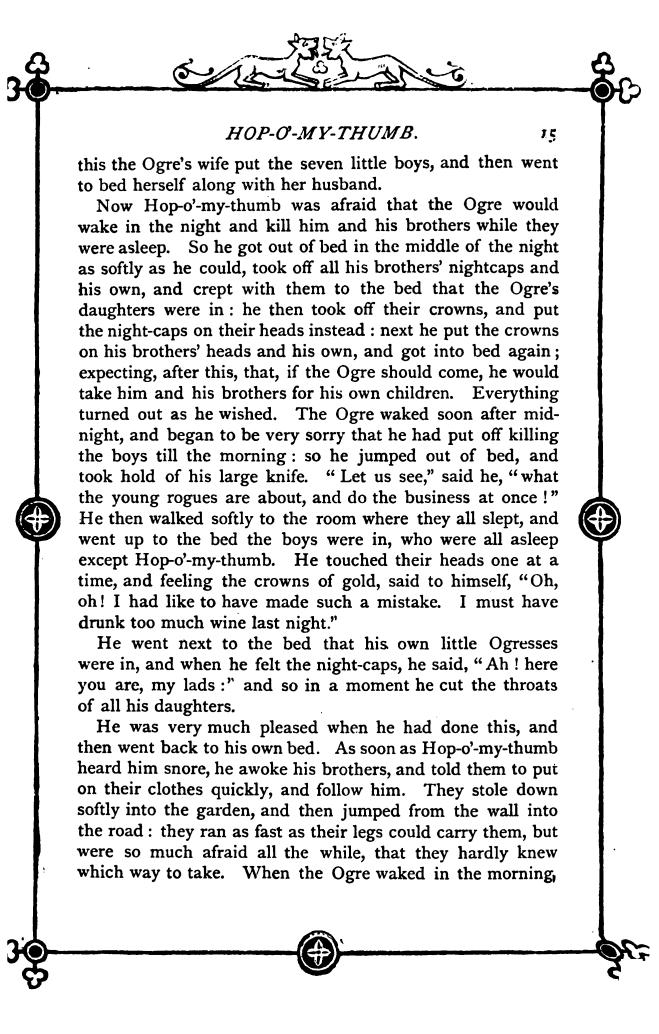 HOP-O'-MY-THUMB. 15
this the Ogre's wife put the seven little boys, and then went
to bed herself along with her husband.
Now Hop-o'-my-thumb was afraid that the Ogre would
wake in the night and kill him and his brothers while they
were asleep. So he got out of bed in the middle of the night
as softly as he could, took off all his brothers' nightcaps and
his own, and crept with them to the bed that the Ogre's
daughters were in : he then took off their crowns, and put
the night-caps on their heads instead : next he put the crowns
on his brothers' heads and his own, and got into bed again ;
expecting, after this, that, if the Ogre should come, he would
take him and his brothers for his own children. Everything
turned out as he wished. The Ogre waked soon after mid-
night, and began to be very sorry that he had put off killing
the boys till the morning : so he jumped out of bed, and
took hold of his large knife. "Let us see," said he, "what
the young rogues are about, and do the business at once !"
He then walked softly to the room where they all slept, and
went up to the bed the boys were in, who were all asleep
except Hop-o'-my-thumb. He touched their heads one at a
time, and feeling the crowns of gold, said to himself, "Oh,
oh! I had like to have made such a mistake. I must have
drunk too much wine last night."
He went next to the bed that his own little Ogresses
were in, and when he felt the night-caps, he said, "Ah ! here
you are, my lads :" and so in a moment he cut the throats
of all his daughters.
He was very much pleased when he had done this, and
then went back to his own bed. As soon as Hop-o'-my-thumb
heard him snore, he awoke his brothers, and told them to put
on their clothes quickly, and follow him. They stole down
softly into the garden, and then jumped from the wall into
the road : they ran as fast as their legs could carry them, but
were so much afraid all the while, that they hardly knew
which way to take. When the Ogre waked in the morning,